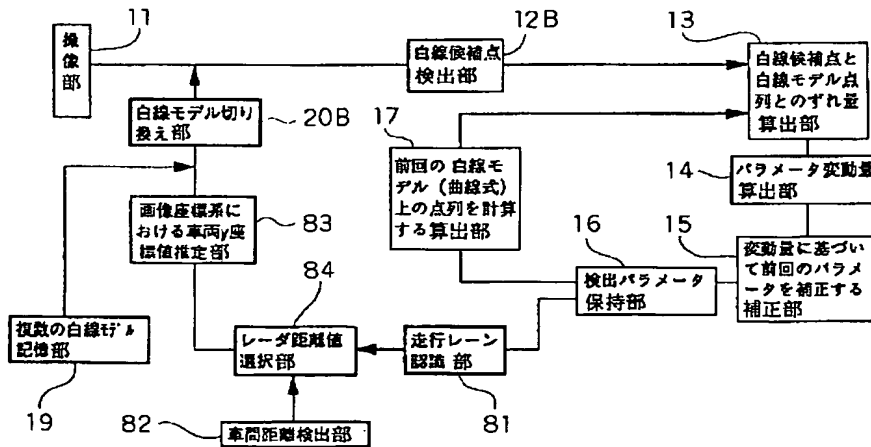 11
撮
像
部
12B
白線候補点
検出部
13
白線候補点と
白線モデル点
列とのずれ量
算出部
白線モデル切り
換え部
20B
17
前回の白線モ
デル(曲線式)
上の点列を計算
する算出部
14
パラメータ変動量
算出部
画像座標系に
おける車両y座
標値推定部
83
16
検出パラメータ
保持部
15
変動量に基づい
て前回のパラメ
ータを補正する
補正部
84
レーダ距離値
選択部
走行レーン
認識部
81
複数の白線モデル
記憶部
19
82
車間距離検出部